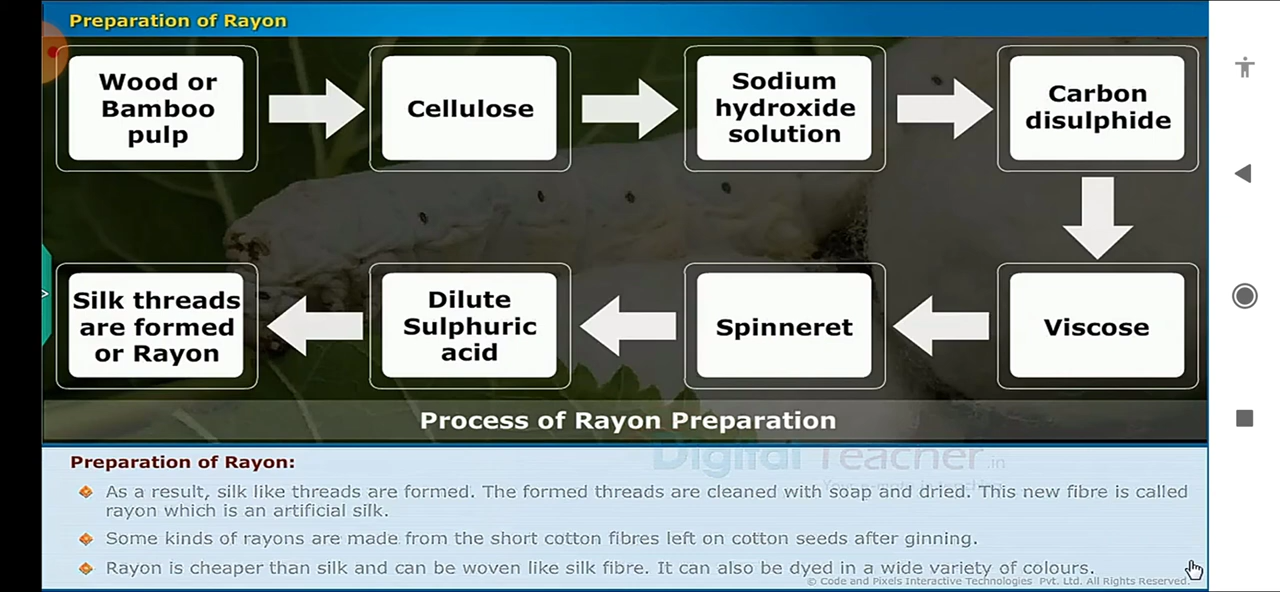 Preparation of Rayon
Wood or
Bamboo
pulp
Cellulose
Sodium
hydroxide
solution
Carbon
disulphide
Silk threads
are formed
or Rayon
Dilute
Sulphuric
acid
Spinneret
Viscose
Process of Rayon Preparation
Digital Teacher.in
Preparation of Rayon:
As a result, silk like threads are formed. The formed threads are cleaned with soap and dried. This new fibre is called
rayon which is an artificial silk.
Some kinds of rayons are made from the short cotton fibres left on cotton seeds after ginning.
Rayon is cheaper than silk and can be woven like silk fibre. It can also be dyed in a wide variety of colours.
© Code and Pixels Interactive Technologies Pvt. Ltd. All Rights Reserved.